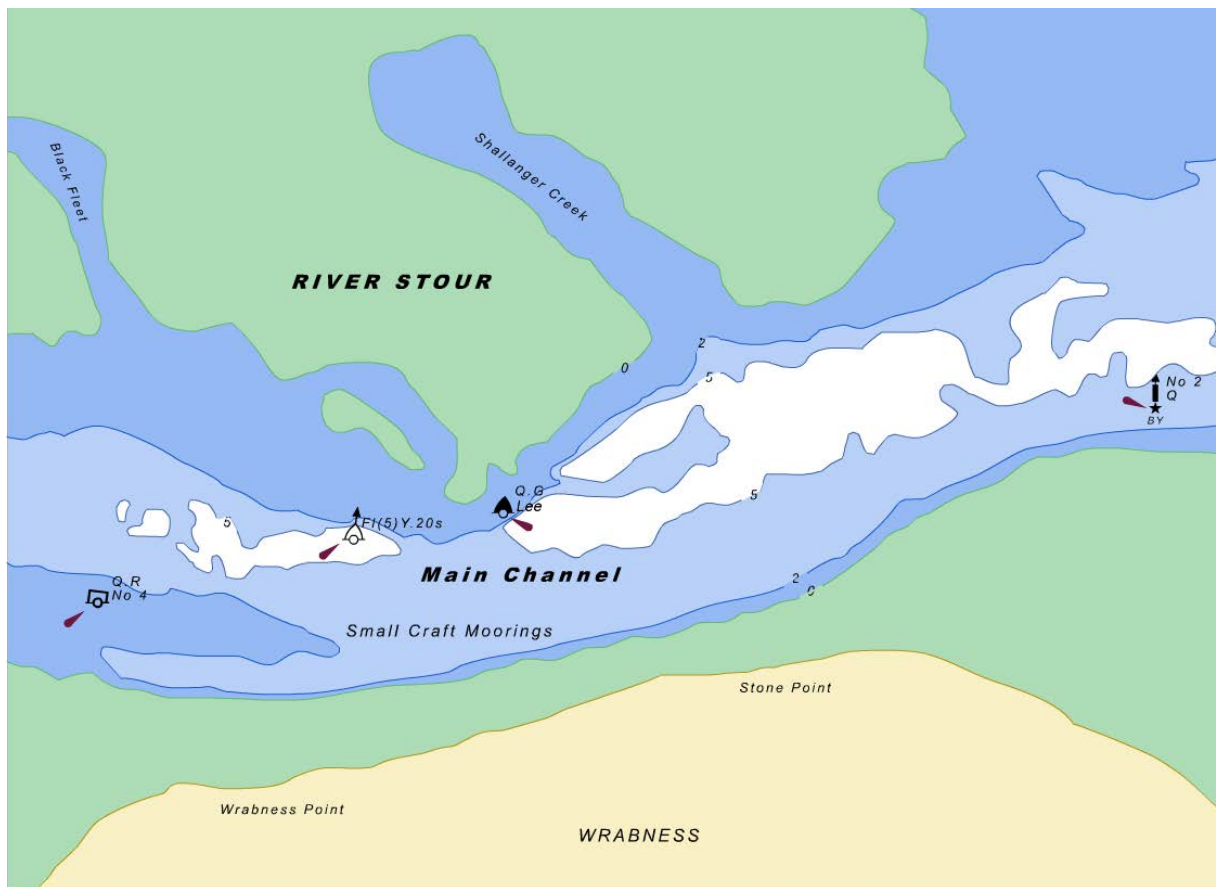 Black Fleet
Shallanger Creek
RIVER STOUR
2
0
5
No 2
Q
BY
Q.G
Lee
5
5
Fl(5)Y.20s
Main Channel
2
0
Q.R
No 4
Small Craft Moorings
Stone Point
Wrabness Point
WRABNESS